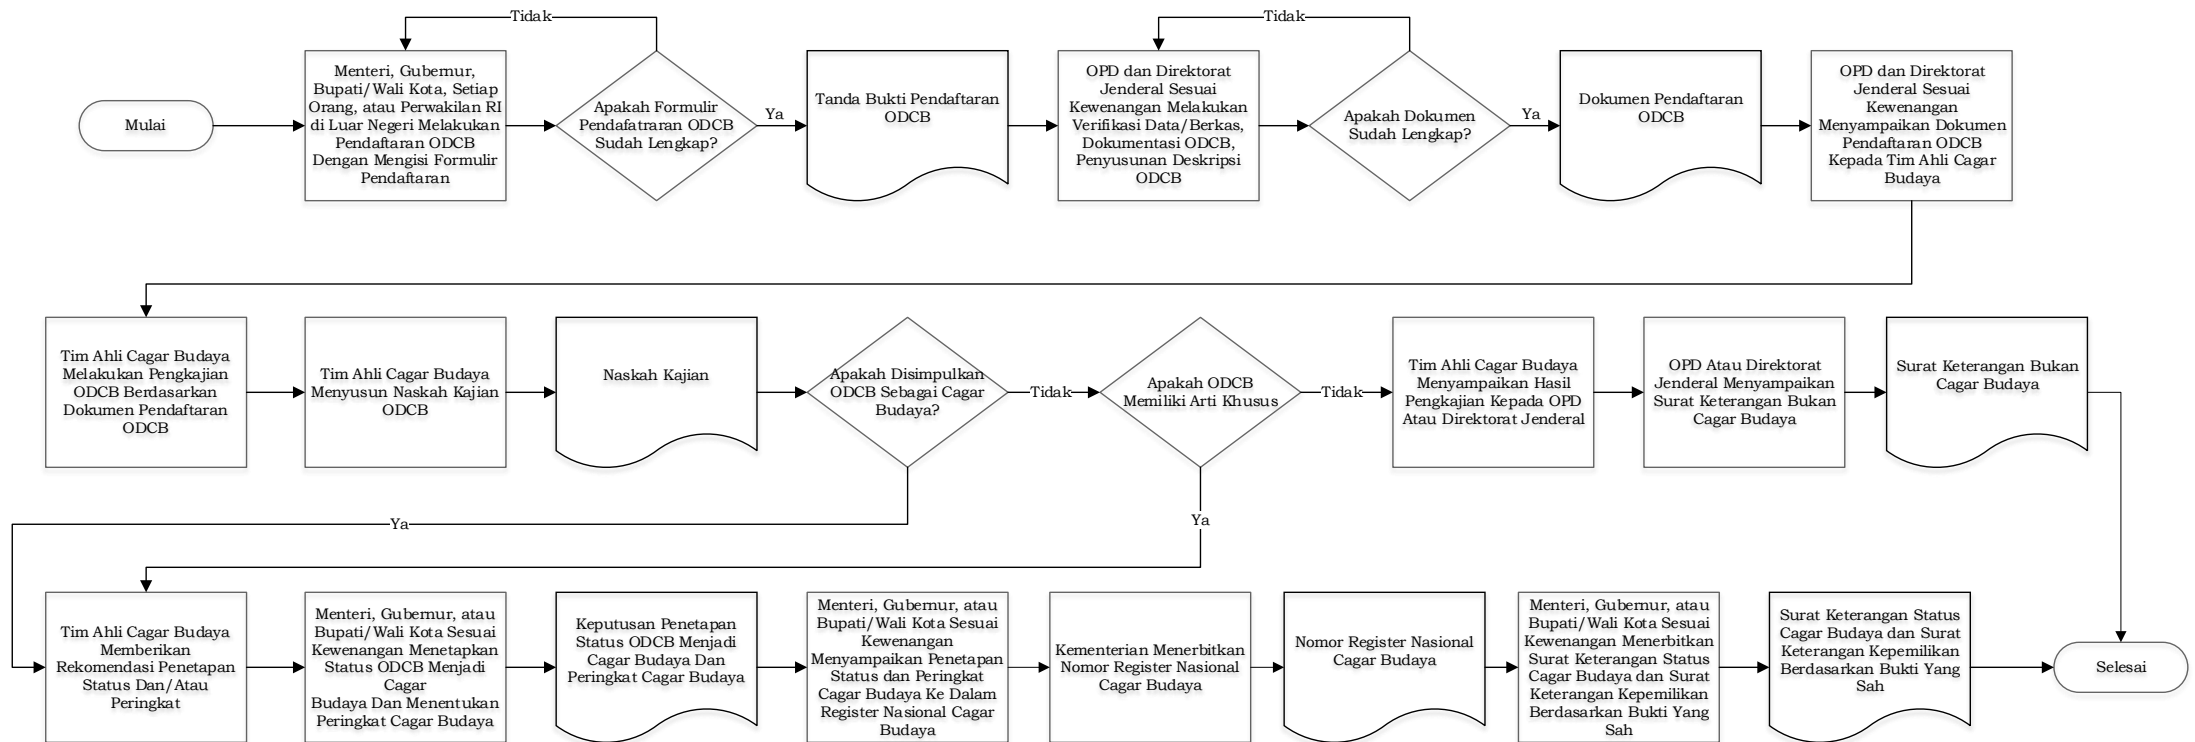 Mulai
Menteri, Gubernur,
Bupati/Wali Kota, Setiap
Orang, atau Perwakilan RI
di Luar Negeri Melakukan
Pendaftaran ODCB
Dengan Mengisi Formulir
Pendaftaran
Tidak
Apakah Formulir
Pendafatraran ODCB
Sudah Lengkap?
Ya
Tanda Bukti Pendaftaran
ODCB
OPD dan Direktorat
Jenderal Sesuai
Kewenangan Melakukan
Verifikasi Data/Berkas,
Dokumentasi ODCB,
Penyusunan Deskripsi
ODCB
Tidak
Apakah Dokumen
Sudah Lengkap?
Ya
Dokumen Pendaftaran
ODCB
OPD dan Direktorat
Jenderal Sesuai
Kewenangan
Menyampaikan Dokumen
Pendaftaran ODCB
Kepada Tim Ahli Cagar
Budaya
Tim Ahli Cagar Budaya
Melakukan Pengkajian
ODCB Berdasarkan
Dokumen Pendaftaran
ODCB
Tim Ahli Cagar Budaya
Menyusun Naskah Kajian
ODCB
Naskah Kajian
Apakah Disimpulkan
ODCB Sebagai Cagar
Budaya?
Tidak
Apakah ODCB
Memiliki Arti Khusus
Tidak
Tim Ahli Cagar Budaya
Menyampaikan Hasil
Pengkajian Kepada OPD
Atau Direktorat Jenderal
OPD Atau Direktorat
Jenderal Menyampaikan
Surat Keterangan Bukan
Cagar Budaya
Surat Keterangan Bukan
Cagar Budaya
Ya
Ya
Tim Ahli Cagar Budaya
Memberikan
Rekomendasi Penetapan
Status Dan/Atau
Peringkat
Menteri, Gubernur, atau
Bupati/Wali Kota Sesuai
Kewenangan Menetapkan
Status ODCB Menjadi
Cagar
Budaya Dan Menentukan
Peringkat Cagar Budaya
Keputusan Penetapan
Status ODCB Menjadi
Cagar Budaya Dan
Peringkat Cagar Budaya
Menteri, Gubernur, atau
Bupati/Wali Kota Sesuai
Kewenangan
Menyampaikan Penetapan
Status dan Peringkat
Cagar Budaya Ke Dalam
Register Nasional Cagar
Budaya
Kementerian Menerbitkan
Nomor Register Nasional
Cagar Budaya
Nomor Register Nasional
Cagar Budaya
Menteri, Gubernur, atau
Bupati/Wali Kota Sesuai
Kewenangan Menerbitkan
Surat Keterangan Status
Cagar Budaya dan Surat
Keterangan Kepemilikan
Berdasarkan Bukti Yang
Sah
Surat Keterangan Status
Cagar Budaya dan Surat
Keterangan Kepemilikan
Berdasarkan Bukti Yang
Sah
Selesai